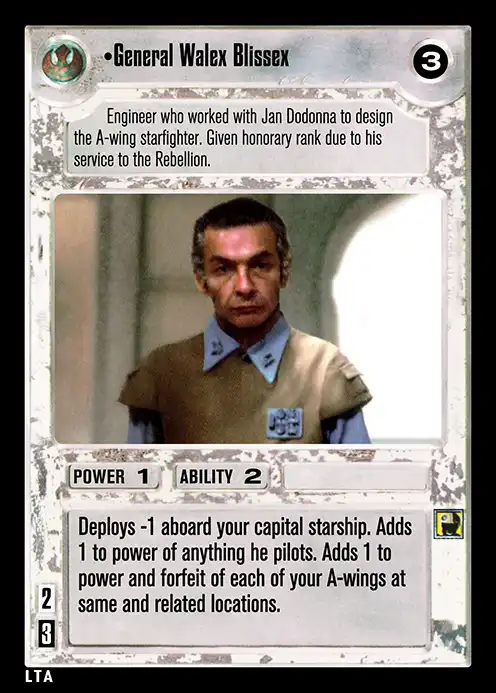 •General Walex Blissex
3
Engineer who worked with Jan Dodonna to design
the A-wing starfighter. Given honorary rank due to his
service to the Rebellion.
POWER 1
ABILITY 2
Deploys -1 aboard your capital starship. Adds
1 to power of anything he pilots. Adds 1 to
power and forfeit of each of your A-wings at
same and related locations.
2
3
LTA